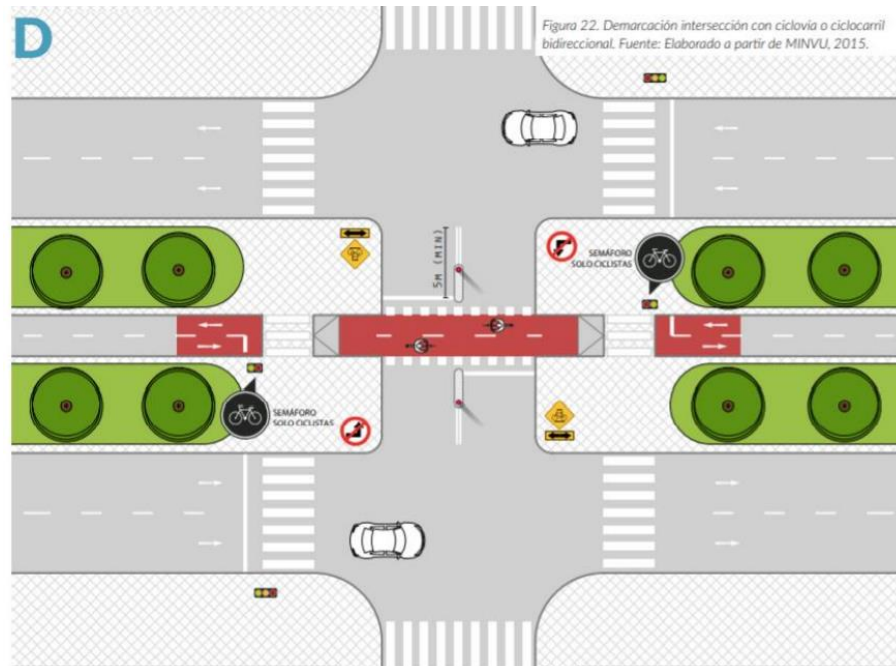 D
Figura 22. Demarcación intersección con ciclovía o ciclocarril
bidireccional. Fuente: Elaborado a partir de MINVU, 2015.
5M (MIN)
SEMÁFORO
SOLO CICLISTAS
SEMÁFORO
SOLO CICLISTAS